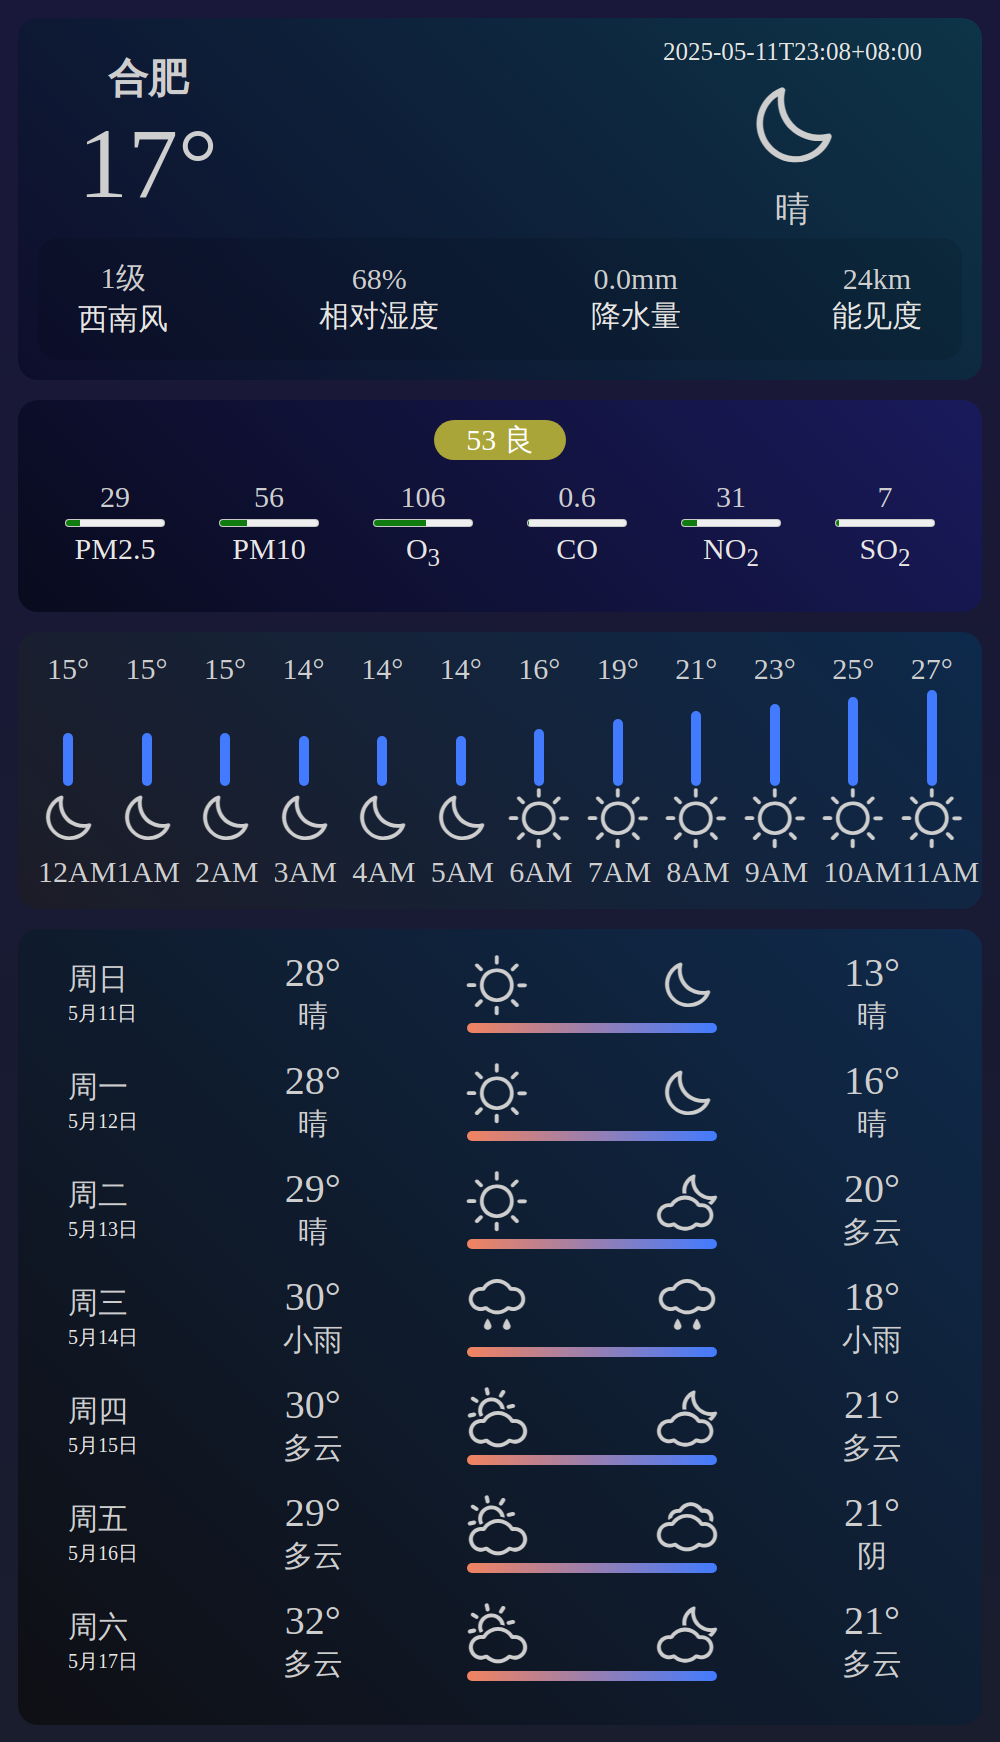 合肥
17°
2025-05-11T23:08+08:00
晴
1级 68% 0.0mm 24km
西南风 相对湿度 降水量 能见度
53 良
29 56 106 0.6 31 7
PM2.5 PM10 O3 CO NO2 SO2
15° 15° 15° 14° 14° 14° 16° 19° 21° 23° 25° 27°
12AM 1AM 2AM 3AM 4AM 5AM 6AM 7AM 8AM 9AM 10AM 11AM
周日 28° 13°
5月11日 晴 晴
周一 28° 16°
5月12日 晴 晴
周二 29° 20°
5月13日 晴 多云
周三 30° 18°
5月14日 小雨 小雨
周四 30° 21°
5月15日 多云 多云
周五 29° 21°
5月16日 多云 阴
周六 32° 21°
5月17日 多云 多云